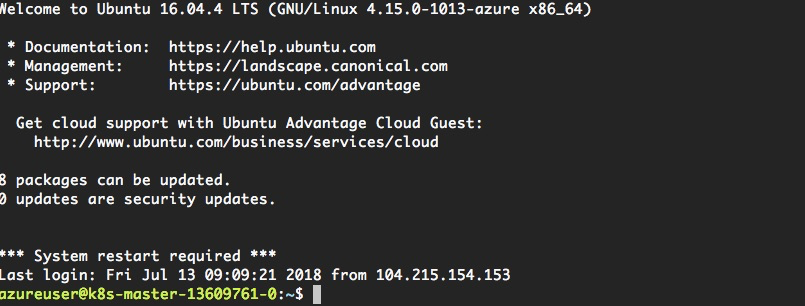 Welcome to Ubuntu 16.04.4 LTS (GNU/Linux 4.15.0-1013-azure x86_64)
* Documentation:  https://help.ubuntu.com
* Management:     https://landscape.canonical.com
* Support:        https://ubuntu.com/advantage
Get cloud support with Ubuntu Advantage Cloud Guest:
http://www.ubuntu.com/business/services/cloud
8 packages can be updated.
0 updates are security updates.
*** System restart required ***
Last login: Fri Jul 13 09:09:21 2018 from 104.215.154.153
azureuser@k8s-master-13609761-0:~$